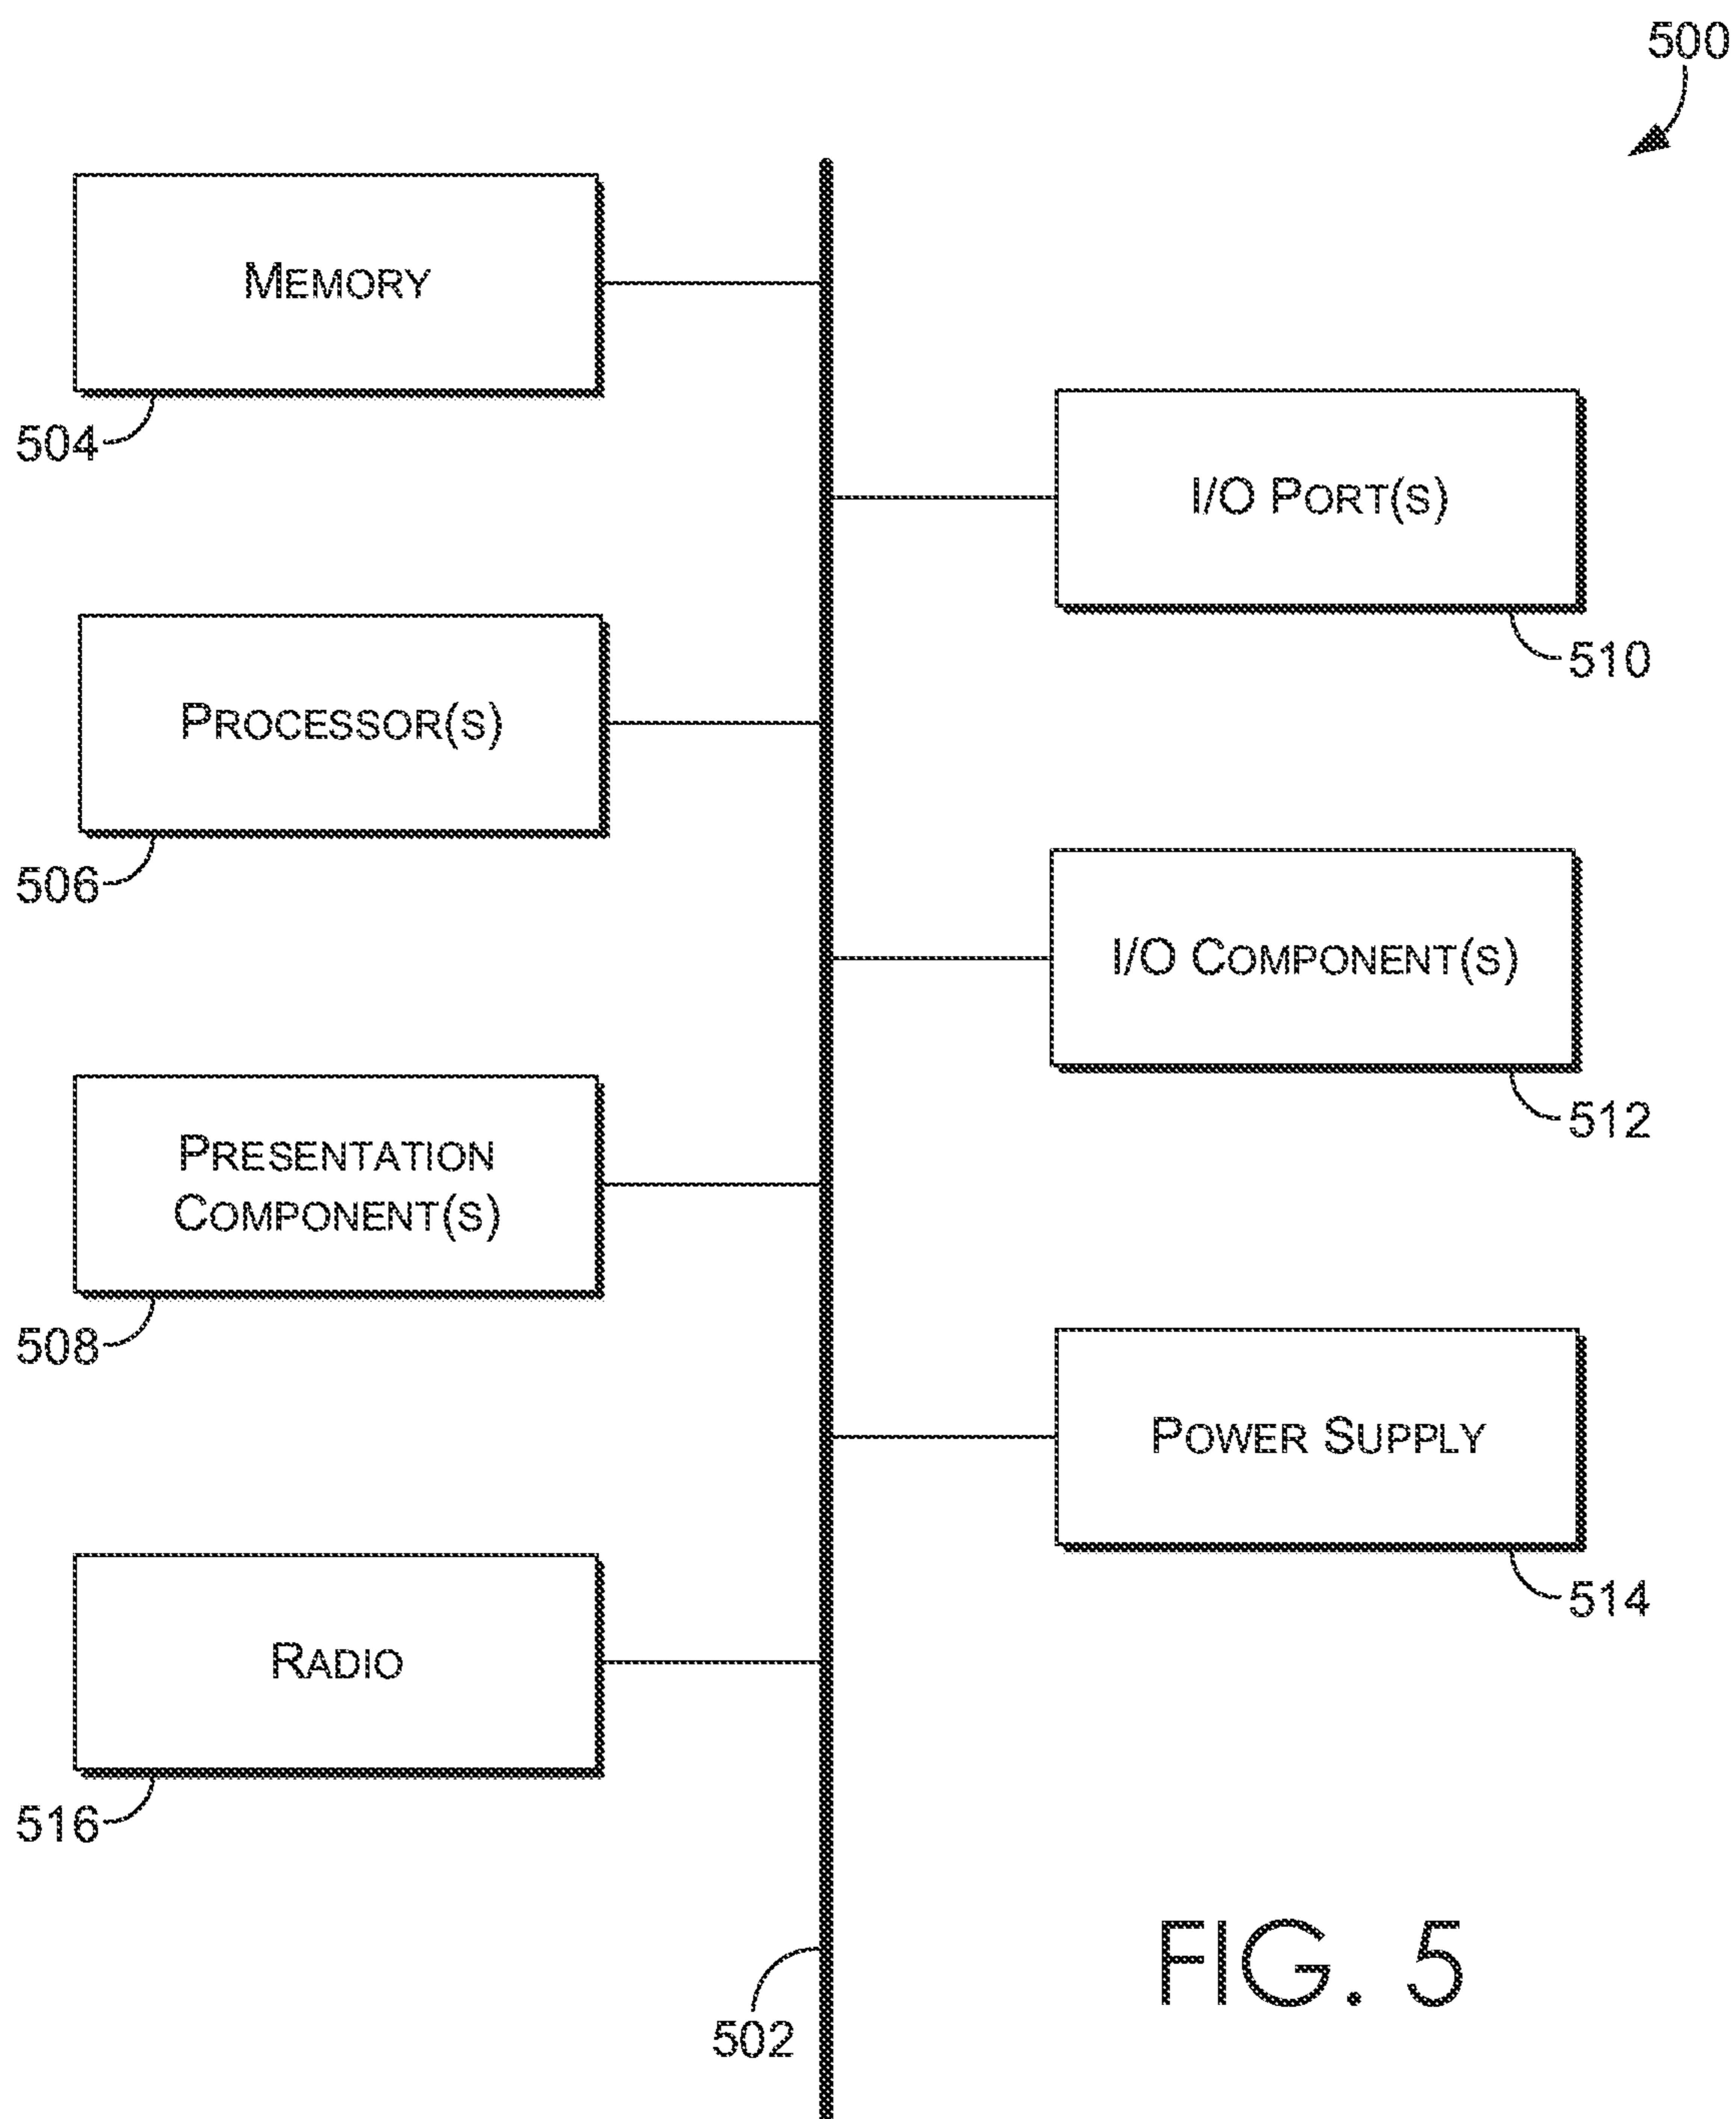 500
MEMORY
504
I/O PORT(S)
510
PROCESSOR(S)
506
I/O COMPONENT(S)
512
PRESENTATION
COMPONENT(S)
508
POWER SUPPLY
514
RADIO
516
502
FIG. 5